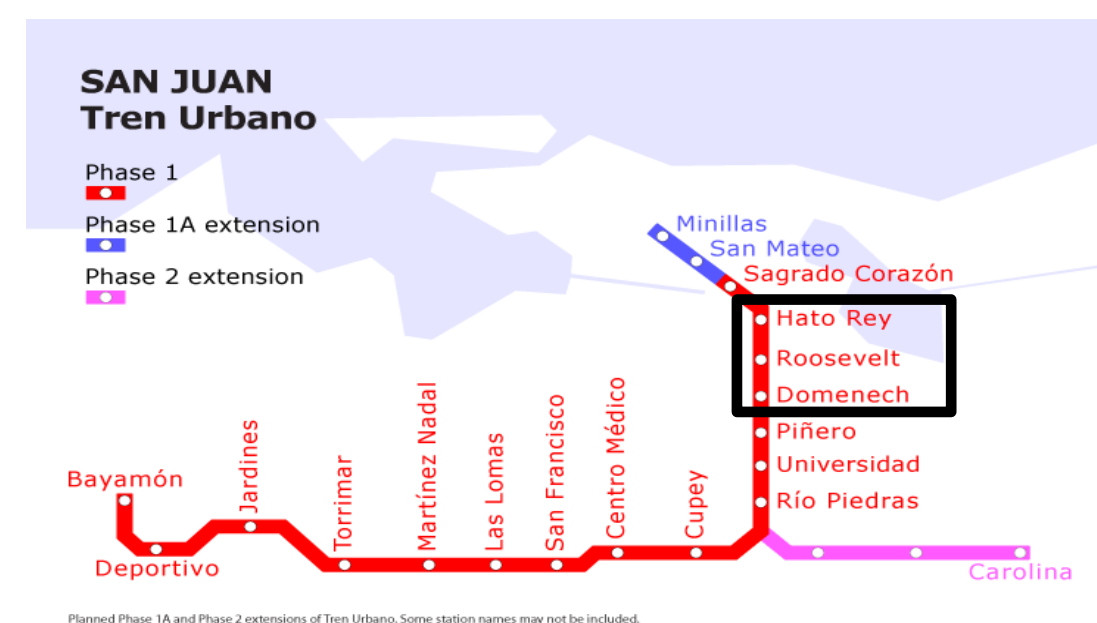 SAN JUAN
Tren Urbano
Phase 1
Phase 1A extension
Phase 2 extension
Minillas
San Mateo
Sagrado Corazón
Hato Rey
Roosevelt
Domenech
Piñero
Universidad
Río Piedras
Bayamón
Deportivo
Jardines
Torrimar
Martínez Nadal
Las Lomas
San Francisco
Centro Médico
Cupey
Carolina
Planned Phase 1A and Phase 2 extensions of Tren Urbano. Some station names may not be included.